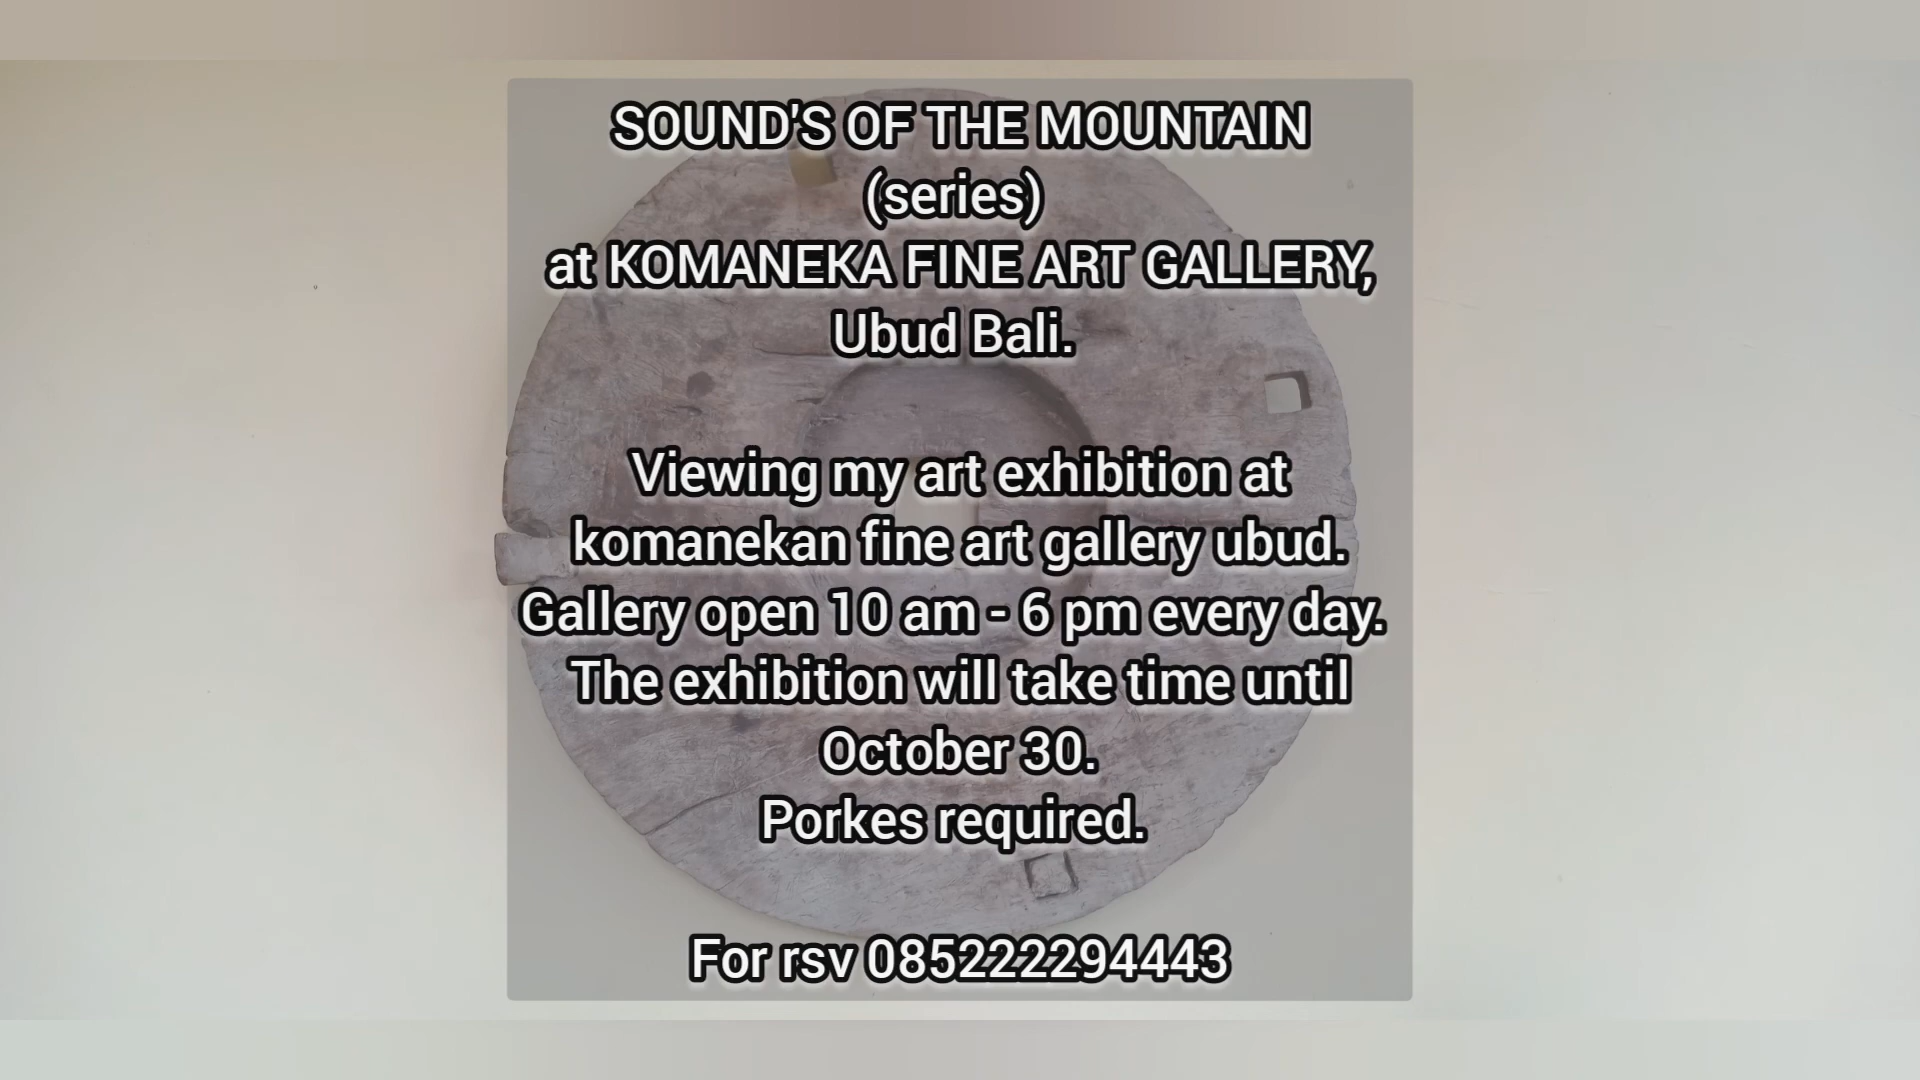 SOUND'S OF THE MOUNTAIN
(series)
at KOMANEKA FINE ART GALLERY,
Ubud Bali.
Viewing my art exhibition at
komanekan fine art gallery ubud.
Gallery open 10 am - 6 pm every day.
The exhibition will take time until
October 30.
Porkes required.
For rsv 085222294443